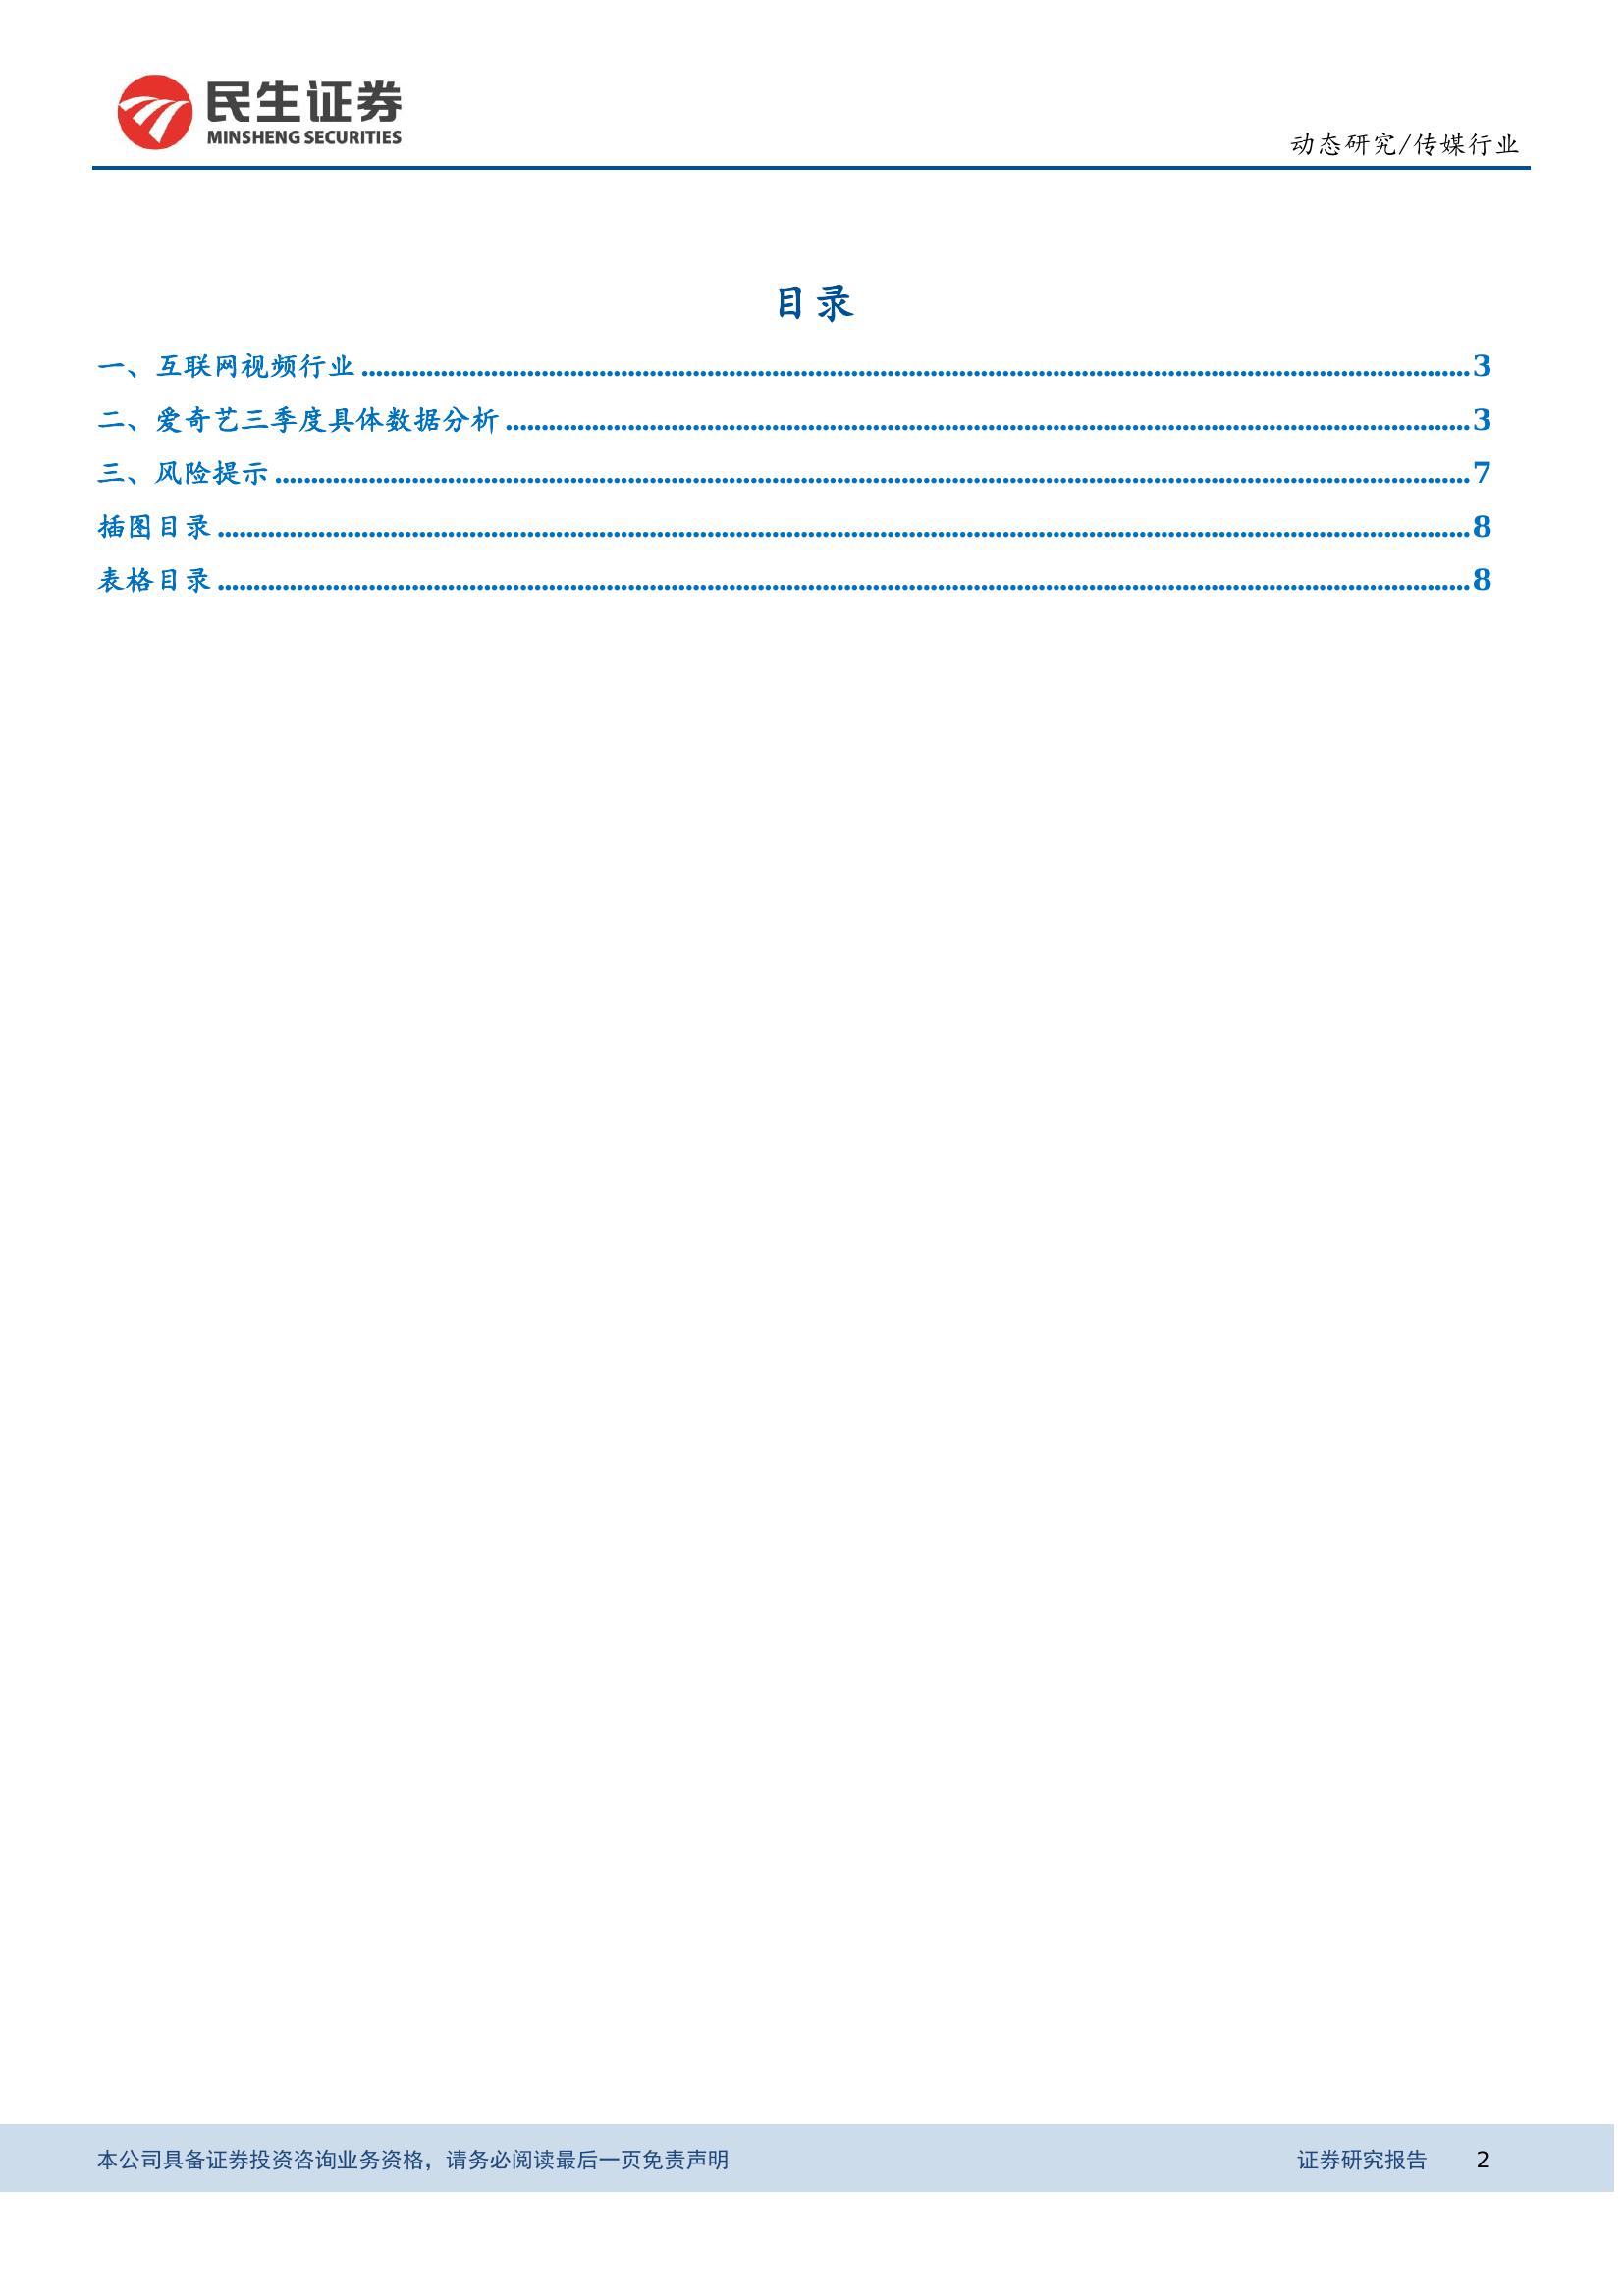 民生证券
MINSHENG SECURITIES
动态研究/传媒行业
目录
一、互联网视频行业 3
二、爱奇艺三季度具体数据分析 3
三、风险提示 7
插图目录 8
表格目录 8
本公司具备证券投资咨询业务资格，请务必阅读最后一页免责声明 证券研究报告 2